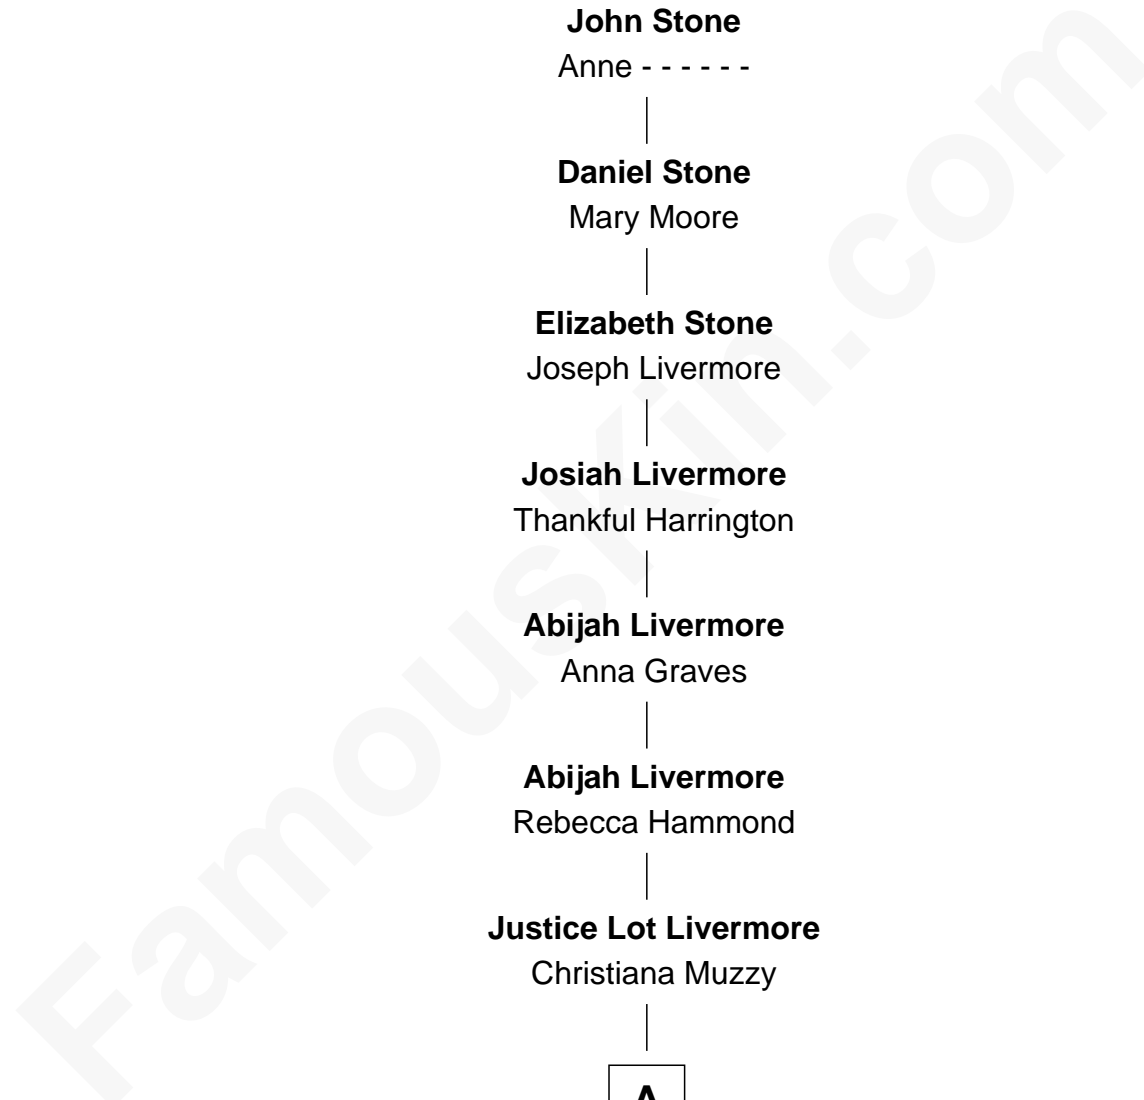 John Stone
Anne - - - - - -
Daniel Stone
Mary Moore
Elizabeth Stone
Joseph Livermore
Josiah Livermore
Thankful Harrington
Abijah Livermore
Anna Graves
Abijah Livermore
Rebecca Hammond
Justice Lot Livermore
Christiana Muzzy
A
FamousKin.com